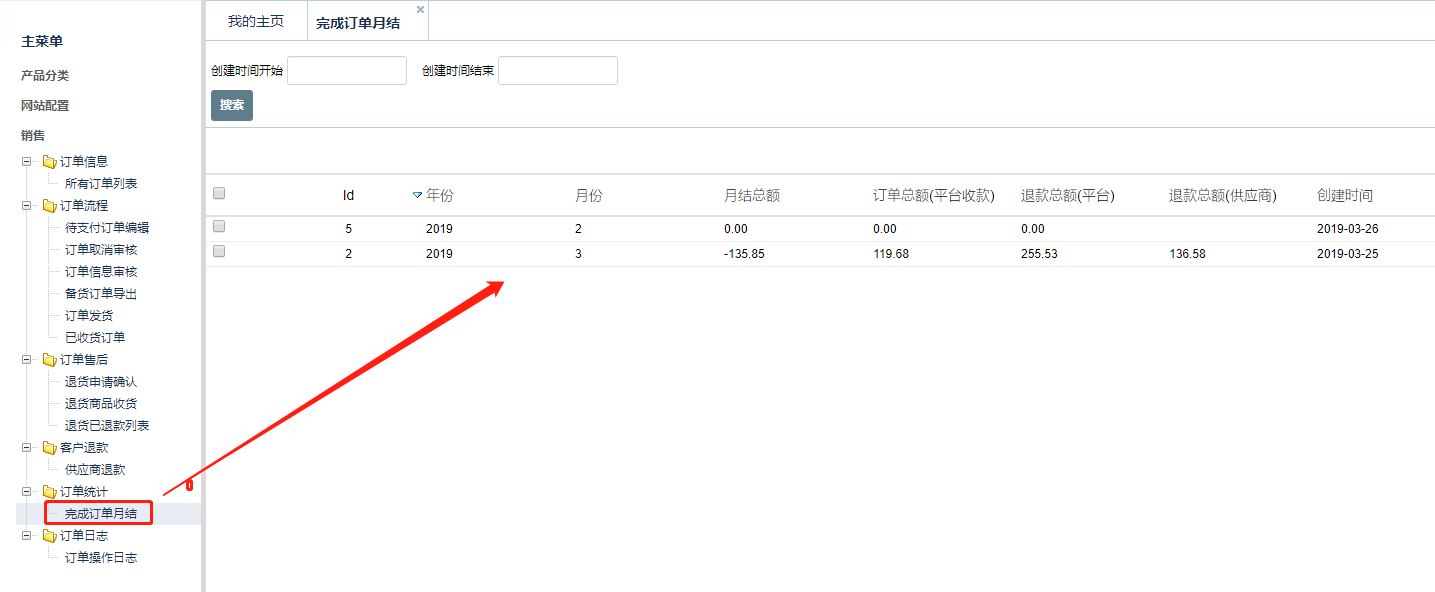 主菜单
产品分类
网站配置
销售
订单信息
所有订单列表
订单流程
待支付订单编辑
订单取消审核
订单信息审核
备货订单导出
订单发货
已收货订单
订单售后
退货申请确认
退货商品收货
退货已退款列表
客户退款
供应商退款
订单统计
完成订单月结
订单日志
订单操作日志
我的主页 完成订单月结
创建时间开始 创建时间结束
搜索
Id 年份 月份 月结总额 订单总额(平台收款) 退款总额(平台) 退款总额(供应商) 创建时间
5 2019 2 0.00 0.00 0.00 2019-03-26
2 2019 3 -135.85 119.68 255.53 136.58 2019-03-25